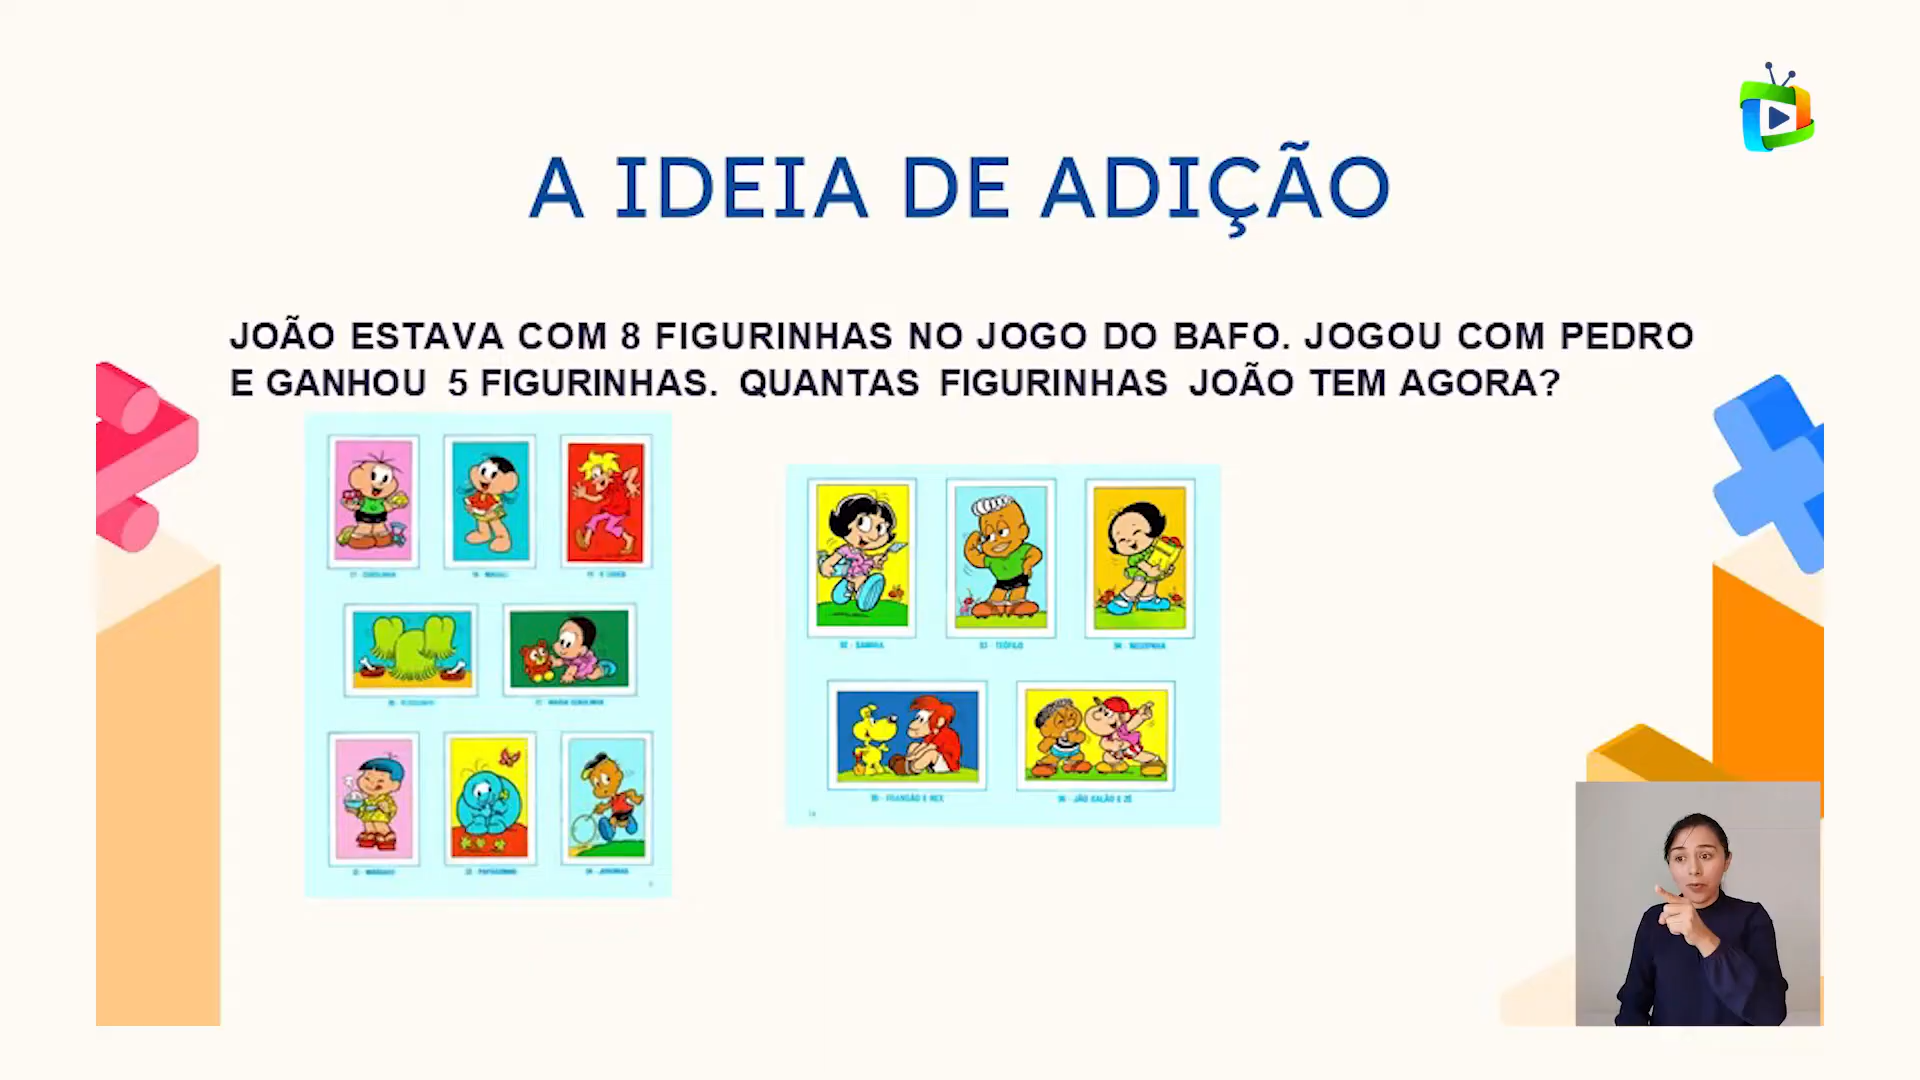 A IDEIA DE ADIÇÃO
JOÃO ESTAVA COM 8 FIGURINHAS NO JOGO DO BAFO. JOGOU COM PEDRO
E GANHOU 5 FIGURINHAS. QUANTAS FIGURINHAS JOÃO TEM AGORA?